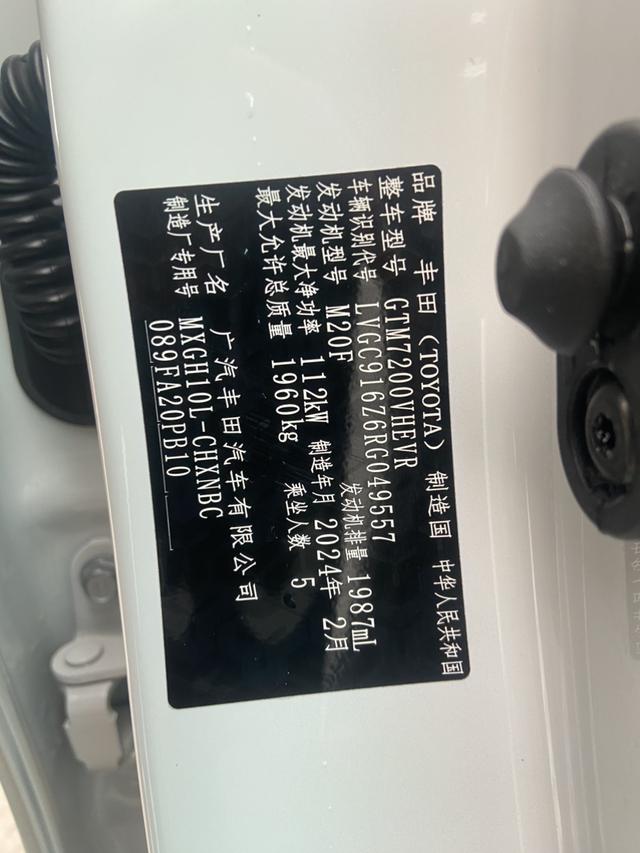 品牌 丰田(TOYOTA) 制造国 中华人民共和国
整车型号 GTM7200VHEVR
车辆识别代号 LVGC916Z6RG049557
发动机型号 M20F 发动机排量 1987mL
发动机最大净功率 112kW 制造年月 2024年 2月
最大允许总质量 1960kg 乘坐人数 5
生产厂名 广汽丰田汽车有限公司
制造厂专用号 MXGH10L-CHXNBC
089FA20PB10